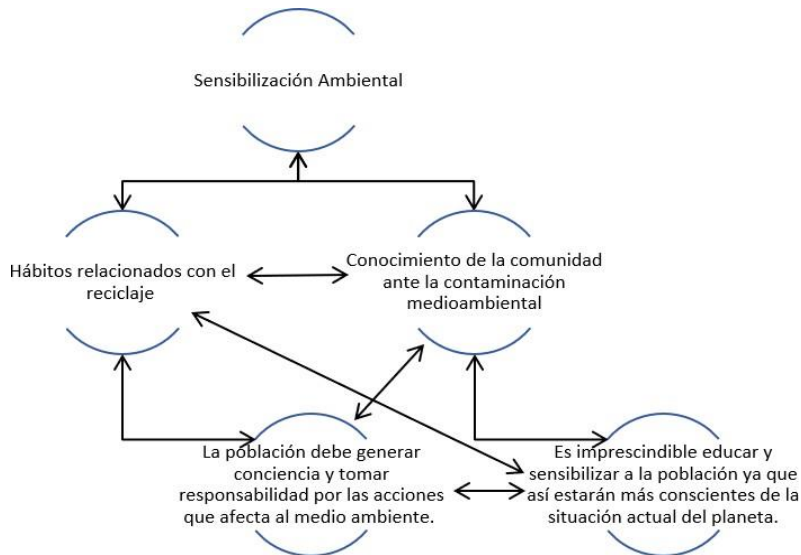 Sensibilización Ambiental
Hábitos relacionados con el
reciclaje
Conocimiento de la comunidad
ante la contaminación
medioambiental
La población debe generar
conciencia y tomar
responsabilidad por las acciones
que afecta al medio ambiente.
Es imprescindible educar y
sensibilizar a la población ya que
así estarán más conscientes de la
situación actual del planeta.